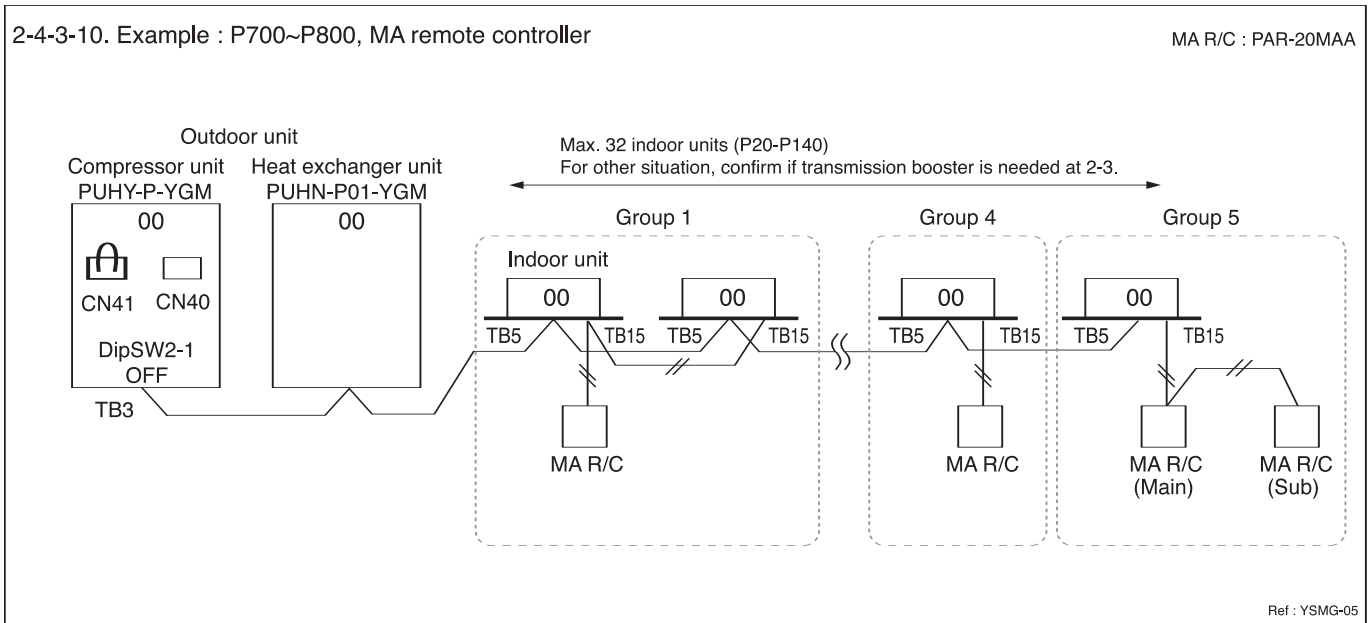 2-4-3-10. Example : P700~P800, MA remote controller
MA R/C : PAR-20MAA
Outdoor unit
Compressor unit
PUHY-P-YGM
Heat exchanger unit
PUHN-P01-YGM
Max. 32 indoor units (P20-P140)
For other situation, confirm if transmission booster is needed at 2-3.
00
00
CN41
CN40
DipSW2-1
OFF
TB3
Group 1
Group 4
Group 5
Indoor unit
00
00
00
00
TB5
TB15
TB5
TB15
TB5
TB15
TB5
TB15
MA R/C
MA R/C
MA R/C
(Main)
MA R/C
(Sub)
Ref : YSMG-05